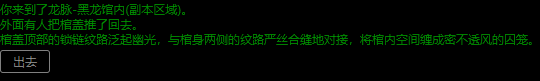 你来到了龙脉-黑龙馆内(副本区域)。
外面有人把棺盖推了回去。
棺盖顶部的锁链纹路泛起幽光，与棺身两侧的纹路严丝合缝地对接，将棺内空间缠成密不透风的囚笼。
出去